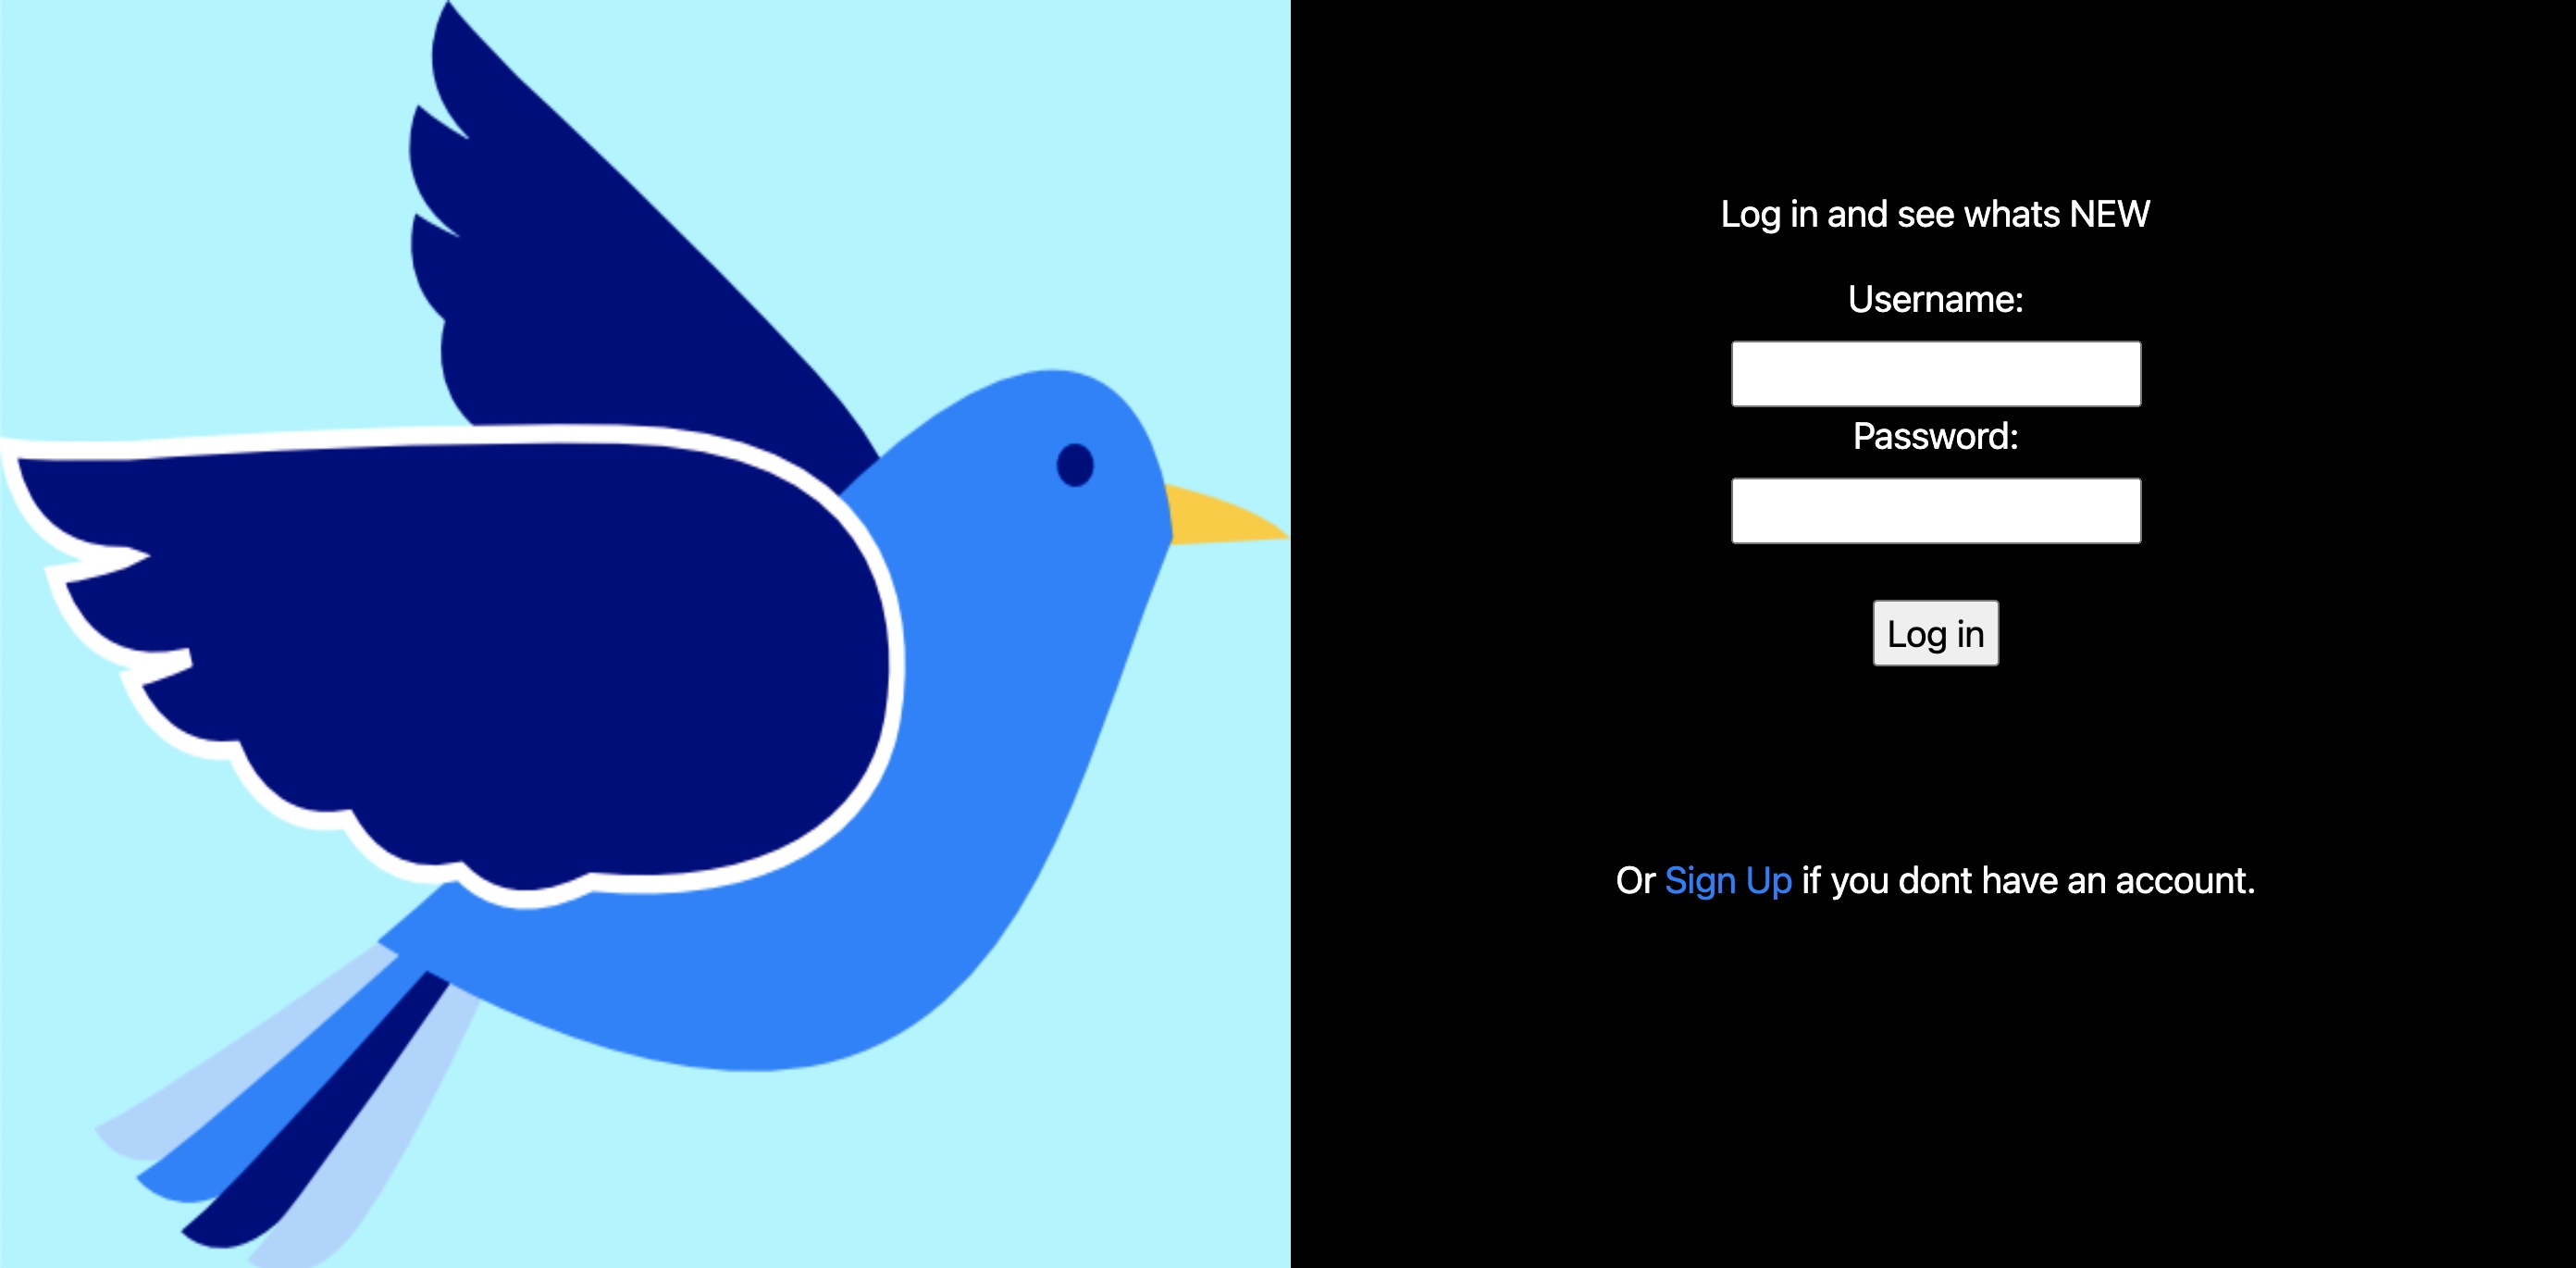 Log in and see whats NEW
Username:
Password:
Log in
Or Sign Up if you dont have an account.